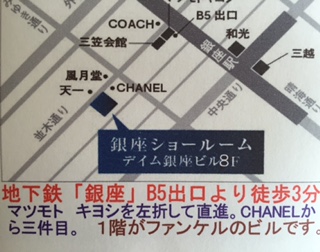 COACH
B5 出口
三笠会館
和光
三越
銀座駅
風月堂
天一
CHANEL
並木通り
中央通り
晴海通り
銀座ショールーム
デイム銀座ビル8F
地下鉄「銀座」B5出口より徒歩3分
マツモト キヨシを左折して直進。CHANELか
ら三件目。 1階がファンケルのビルです。